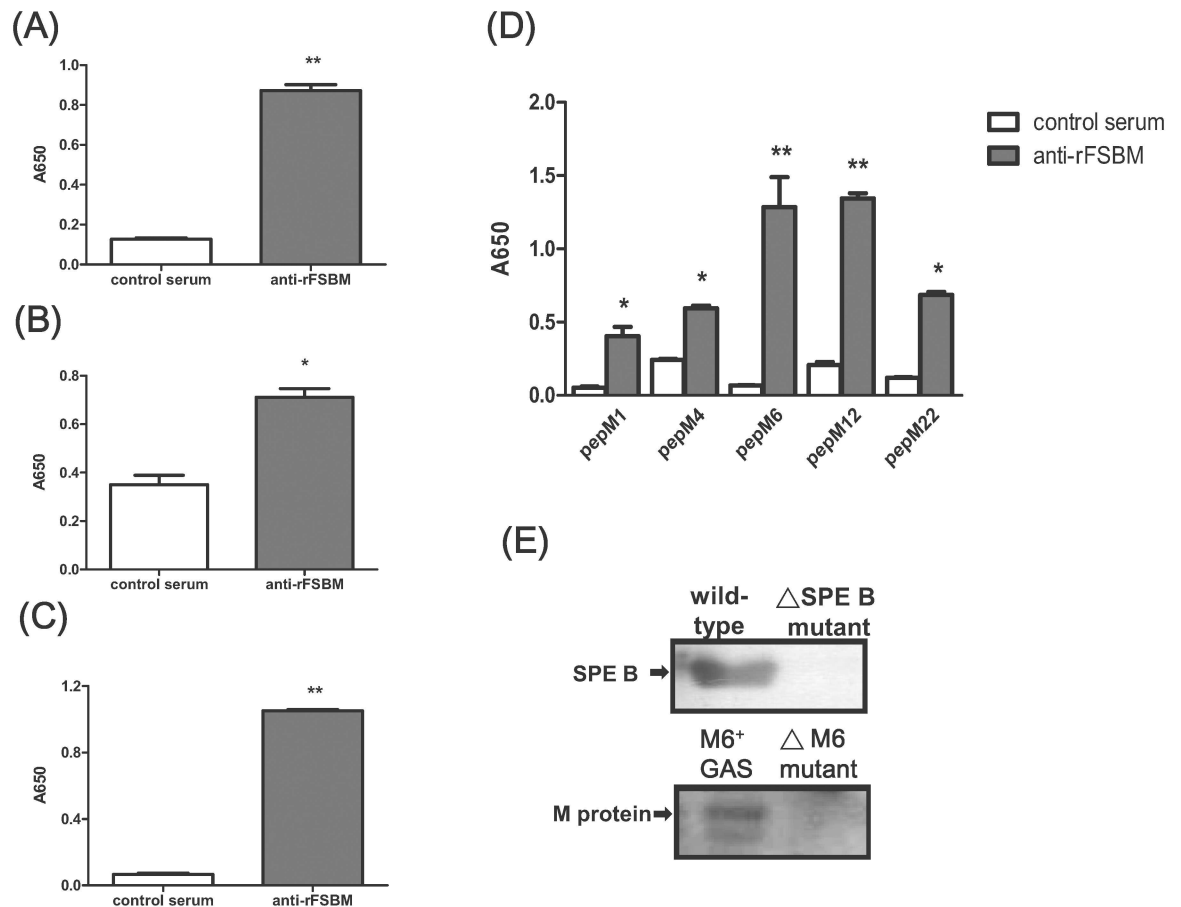 (A)
1.0
**
0.8
0.6
A650
0.4
0.2
0.0
control serum anti-rFSBM
(B)
0.8
*
0.6
A650
0.4
0.2
0.0
control serum anti-rFSBM
(C)
1.2
**
0.8
A650
0.4
0.0
control serum anti-rFSBM
(D)
2.0
control serum
anti-rFSBM
** **
1.5
A650
1.0
* * *
0.5
0.0
pepM1 pepM4 pepM6 pepM12 pepM22
(E)
wild- △SPE B
type mutant
SPE B
M6+ △ M6
GAS mutant
M protein